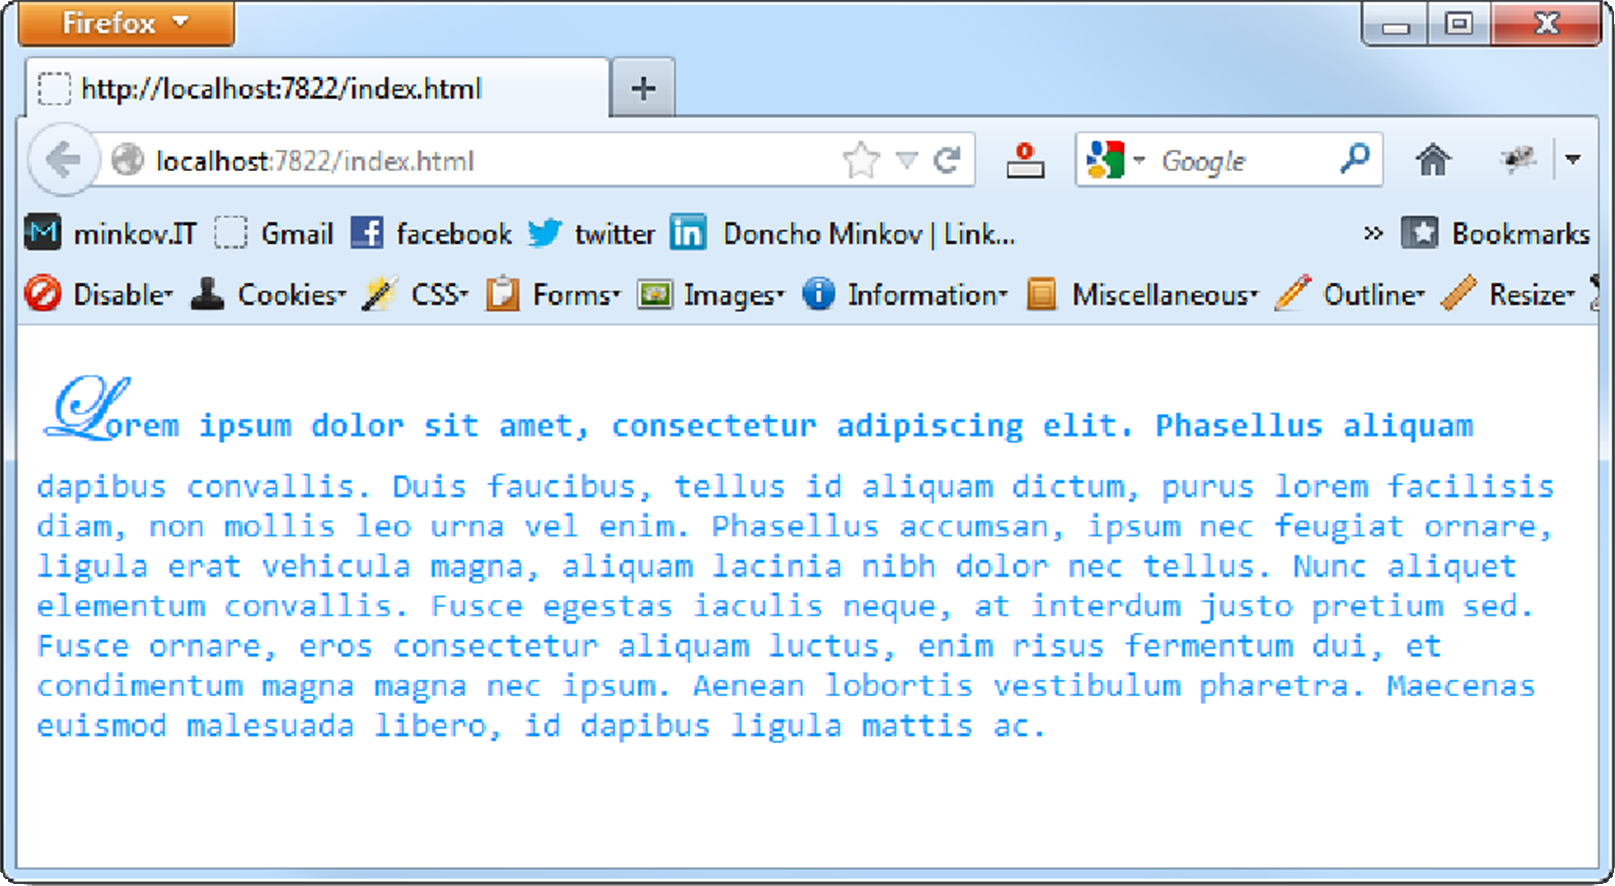 Firefox
http://localhost:7822/index.html
localhost:7822/index.html Google
minkov.IT Gmail facebook twitter Doncho Minkov | Link... » Bookmarks
Disable Cookies CSS Forms Images Information Miscellaneous Outline Resize
Lorem ipsum dolor sit amet, consectetur adipiscing elit. Phasellus aliquam
dapibus convallis. Duis faucibus, tellus id aliquam dictum, purus lorem facilisis
diam, non mollis leo urna vel enim. Phasellus accumsan, ipsum nec feugiat ornare,
ligula erat vehicula magna, aliquam lacinia nibh dolor nec tellus. Nunc aliquet
elementum convallis. Fusce egestas iaculis neque, at interdum justo pretium sed.
Fusce ornare, eros consectetur aliquam luctus, enim risus fermentum dui, et
condimentum magna magna nec ipsum. Aenean lobortis vestibulum pharetra. Maecenas
euismod malesuada libero, id dapibus ligula mattis ac.